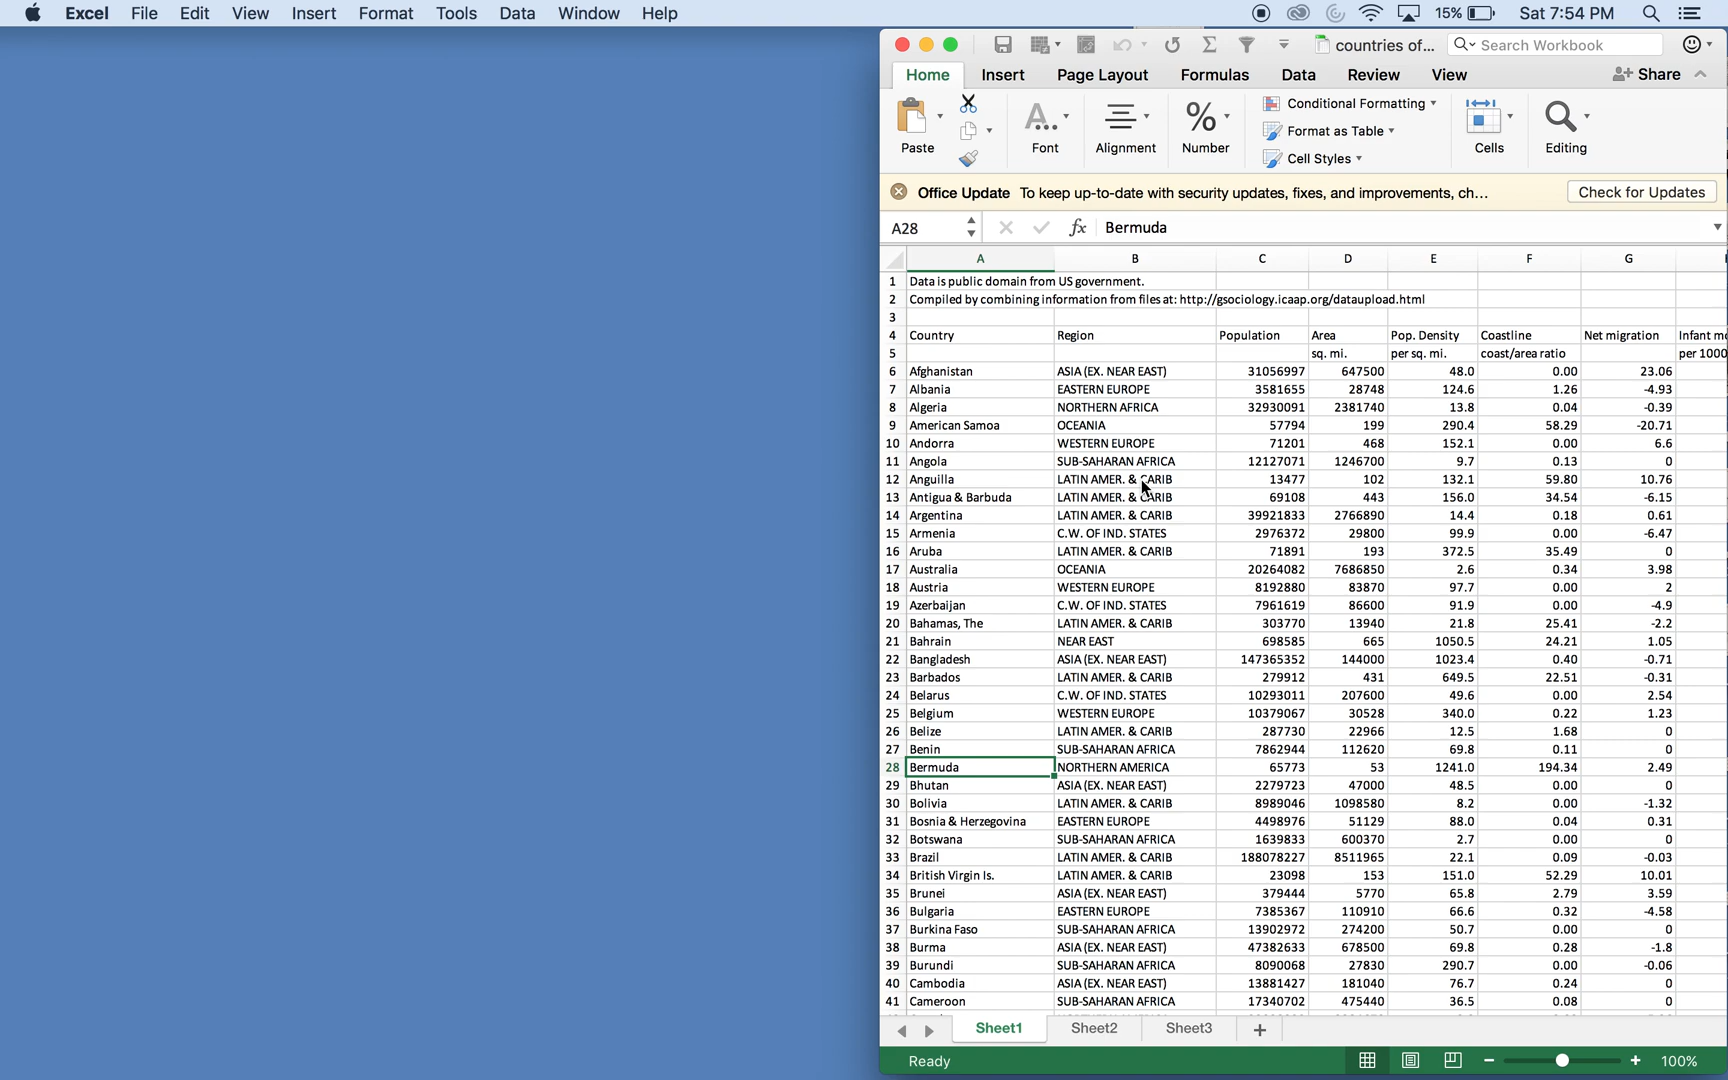 Excel File Edit View Insert Format Tools Data Window Help 15% Sat 7:54 PM
countries of... Search Workbook
Home Insert Page Layout Formulas Data Review View Share
Paste Font Alignment Number Conditional Formatting Format as Table Cell Styles Cells Editing
Office Update To keep up-to-date with security updates, fixes, and improvements, ch... Check for Updates
A28 fx Bermuda
A B C D E F G
1 Data is public domain from US government.
2 Compiled by combining information from files at: http://gsociology.icaap.org/dataupload.html
3
4 Country Region Population Area Pop. Density Coastline Net migration Infant mo
5 sq. mi. per sq. mi. coast/area ratio per 1000
6 Afghanistan ASIA (EX. NEAR EAST) 31056997 647500 48.0 0.00 23.06
7 Albania EASTERN EUROPE 3581655 28748 124.6 1.26 -4.93
8 Algeria NORTHERN AFRICA 32930091 2381740 13.8 0.04 -0.39
9 American Samoa OCEANIA 57794 199 290.4 58.29 -20.71
10 Andorra WESTERN EUROPE 71201 468 152.1 0.00 6.6
11 Angola SUB-SAHARAN AFRICA 12127071 1246700 9.7 0.13 0
12 Anguilla LATIN AMER. & CARIB 13477 102 132.1 59.80 10.76
13 Antigua & Barbuda LATIN AMER. & CARIB 69108 443 156.0 34.54 -6.15
14 Argentina LATIN AMER. & CARIB 39921833 2766890 14.4 0.18 0.61
15 Armenia C.W. OF IND. STATES 2976372 29800 99.9 0.00 -6.47
16 Aruba LATIN AMER. & CARIB 71891 193 372.5 35.49 0
17 Australia OCEANIA 20264082 7686850 2.6 0.34 3.98
18 Austria WESTERN EUROPE 8192880 83870 97.7 0.00 2
19 Azerbaijan C.W. OF IND. STATES 7961619 86600 91.9 0.00 -4.9
20 Bahamas, The LATIN AMER. & CARIB 303770 13940 21.8 25.41 -2.2
21 Bahrain NEAR EAST 698585 665 1050.5 24.21 1.05
22 Bangladesh ASIA (EX. NEAR EAST) 147365352 144000 1023.4 0.40 -0.71
23 Barbados LATIN AMER. & CARIB 279912 431 649.5 22.51 -0.31
24 Belarus C.W. OF IND. STATES 10293011 207600 49.6 0.00 2.54
25 Belgium WESTERN EUROPE 10379067 30528 340.0 0.22 1.23
26 Belize LATIN AMER. & CARIB 287730 22966 12.5 1.68 0
27 Benin SUB-SAHARAN AFRICA 7862944 112620 69.8 0.11 0
28 Bermuda NORTHERN AMERICA 65773 53 1241.0 194.34 2.49
29 Bhutan ASIA (EX. NEAR EAST) 2279723 47000 48.5 0.00 0
30 Bolivia LATIN AMER. & CARIB 8989046 1098580 8.2 0.00 -1.32
31 Bosnia & Herzegovina EASTERN EUROPE 4498976 51129 88.0 0.04 0.31
32 Botswana SUB-SAHARAN AFRICA 1639833 600370 2.7 0.00 0
33 Brazil LATIN AMER. & CARIB 188078227 8511965 22.1 0.09 -0.03
34 British Virgin Is. LATIN AMER. & CARIB 23098 153 151.0 52.29 10.01
35 Brunei ASIA (EX. NEAR EAST) 379444 5770 65.8 2.79 3.59
36 Bulgaria EASTERN EUROPE 7385367 110910 66.6 0.32 -4.58
37 Burkina Faso SUB-SAHARAN AFRICA 13902972 274200 50.7 0.00 0
38 Burma ASIA (EX. NEAR EAST) 47382633 678500 69.8 0.28 -1.8
39 Burundi SUB-SAHARAN AFRICA 8090068 27830 290.7 0.00 -0.06
40 Cambodia ASIA (EX. NEAR EAST) 13881427 181040 76.7 0.24 0
41 Cameroon SUB-SAHARAN AFRICA 17340702 475440 36.5 0.08 0
Sheet1 Sheet2 Sheet3 +
Ready 100%